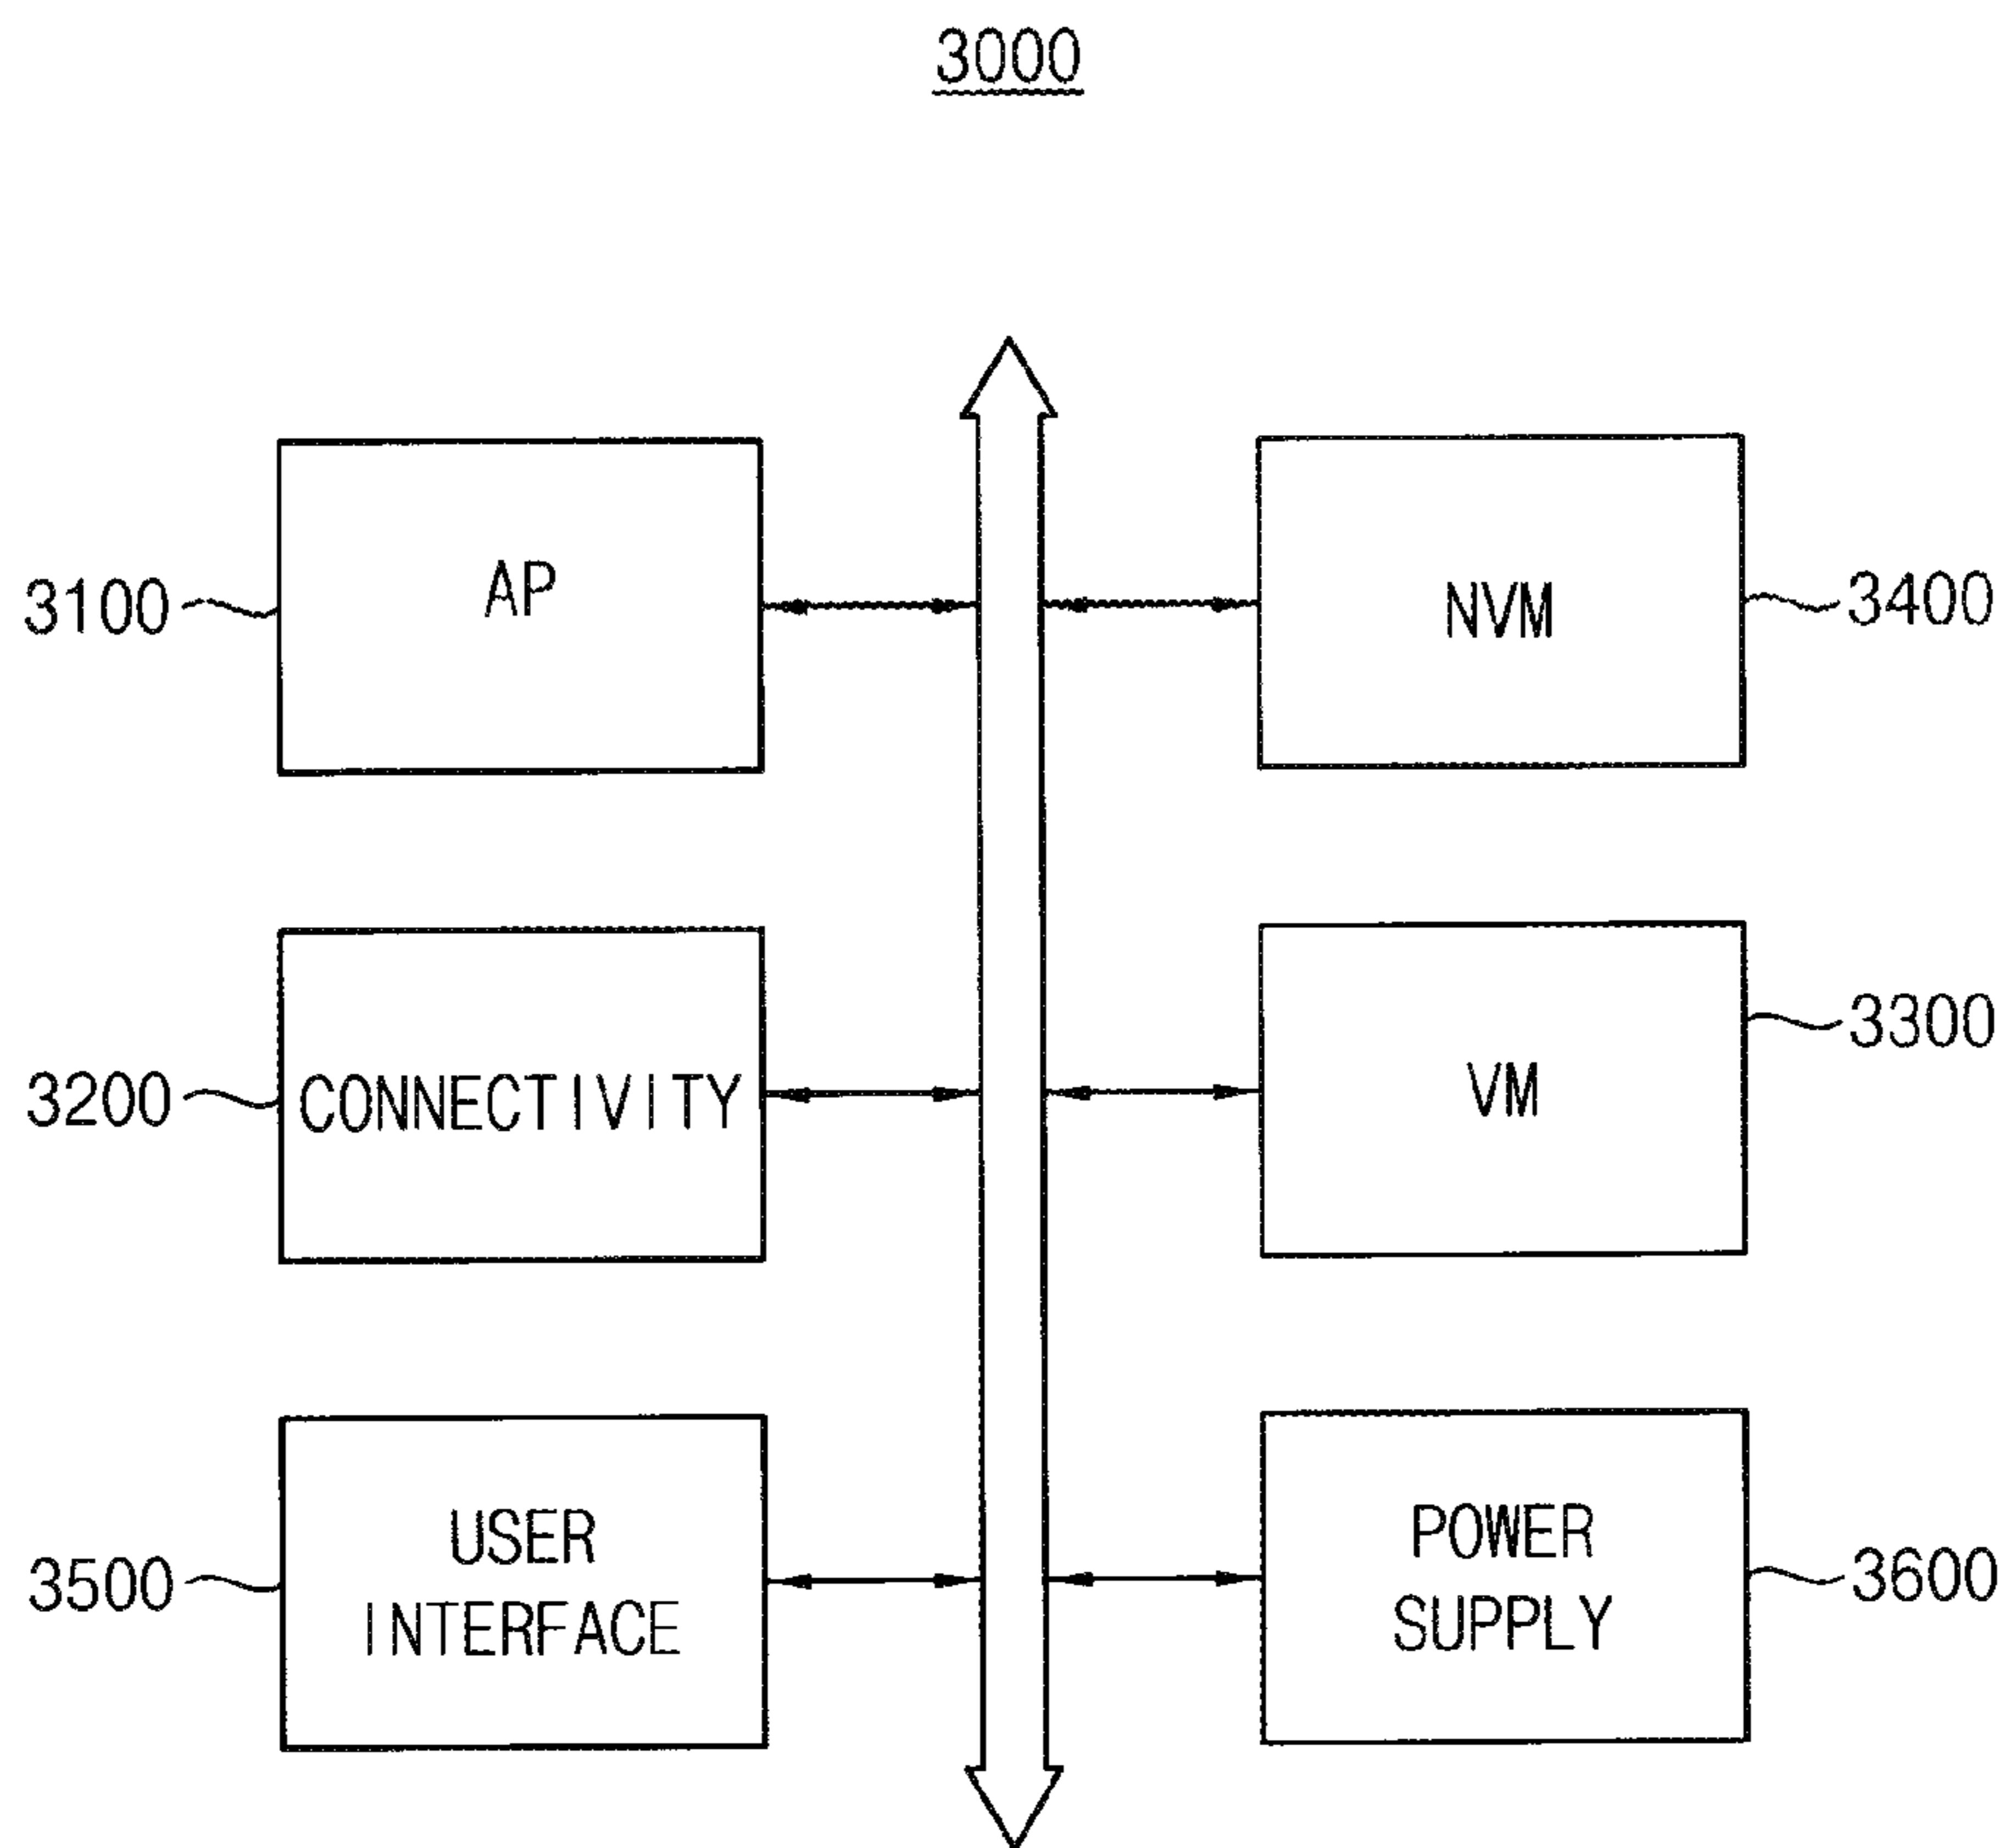 3000
3100
AP
NVM
3400
3200
CONNECTIVITY
VM
3300
3500
USER
INTERFACE
POWER
SUPPLY
3600